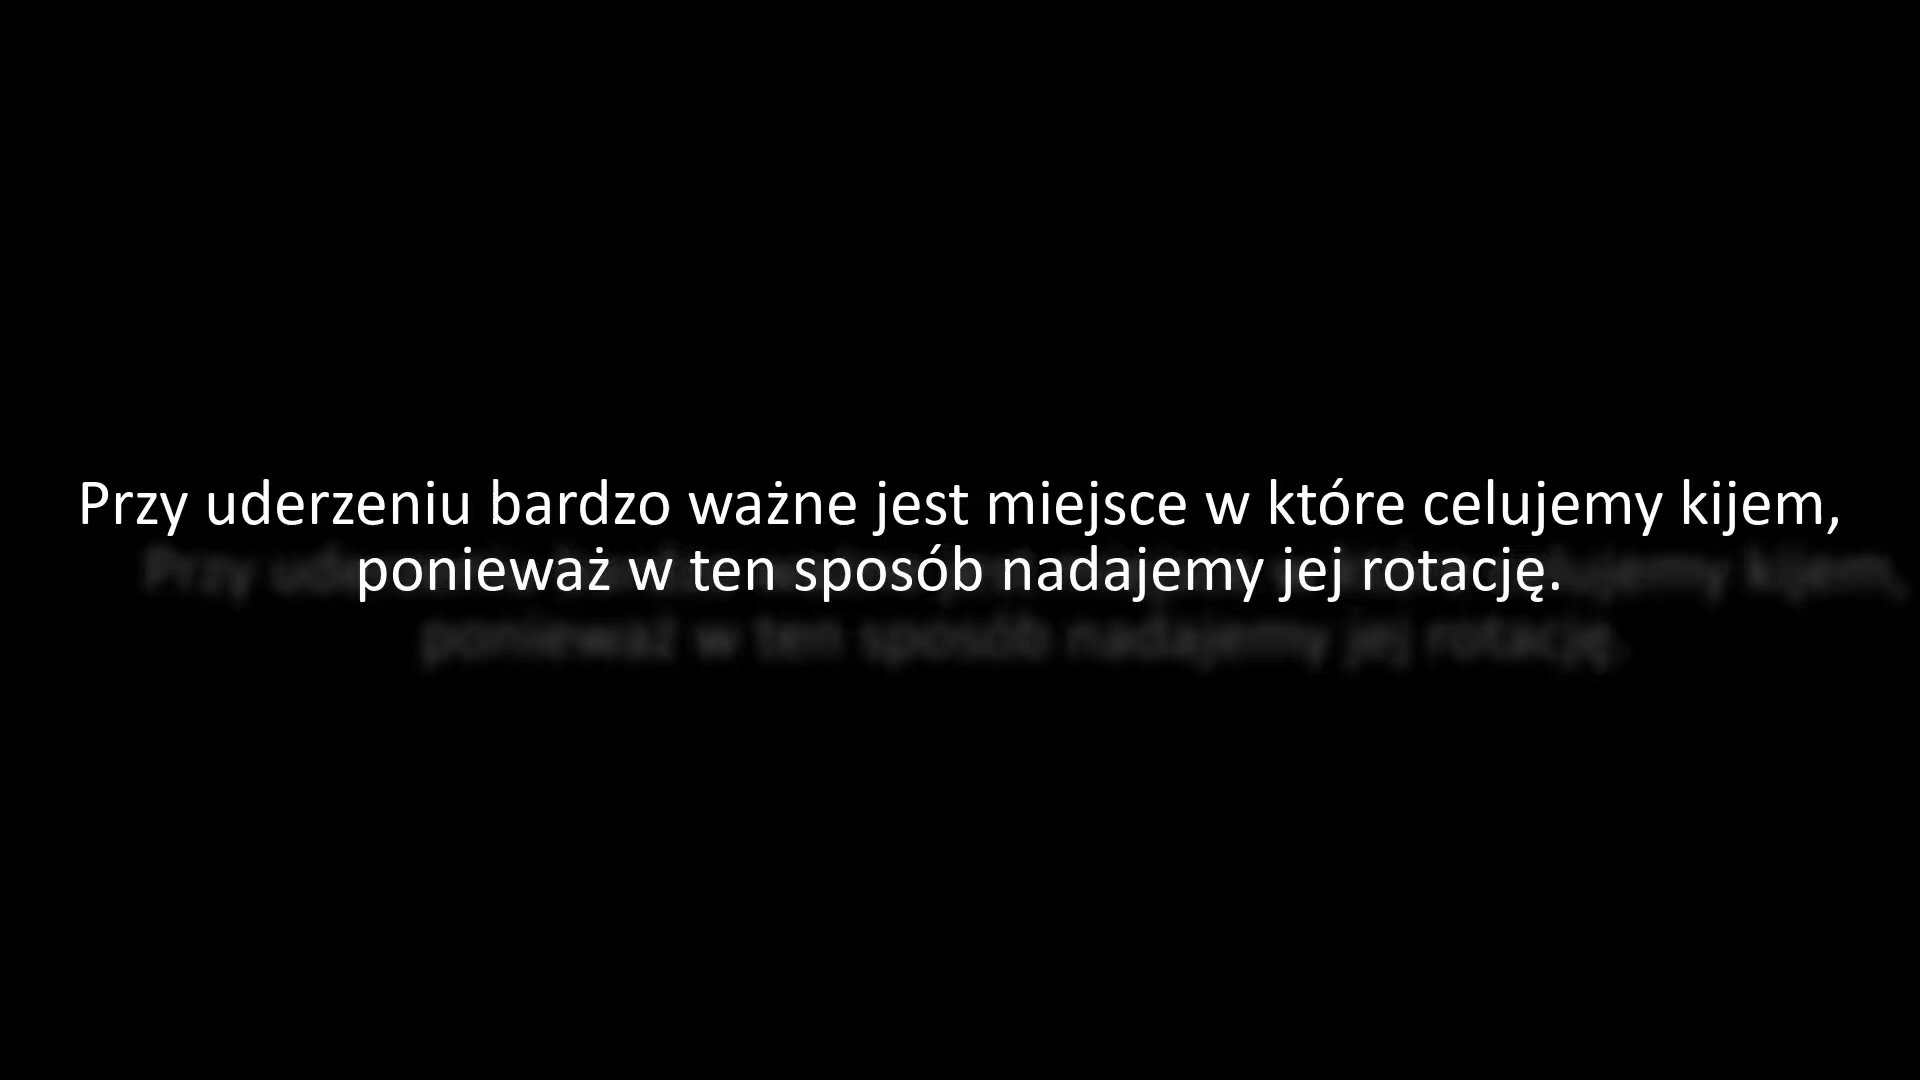 Przy uderzeniu bardzo ważne jest miejsce w które celujemy kijem,
ponieważ w ten sposób nadajemy jej rotację.